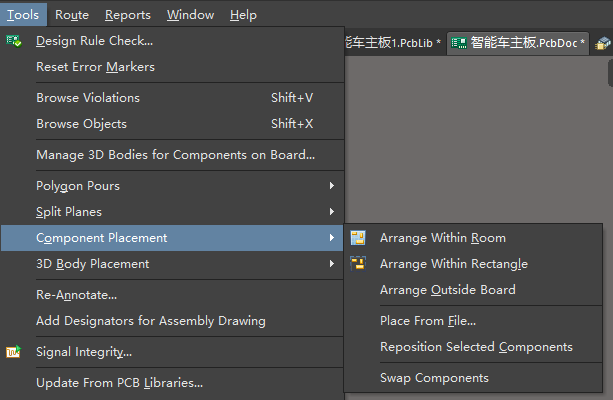 Tools Route Reports Window Help
能车主板1.PcbLib * 智能车主板.PcbDoc *
Design Rule Check...
Reset Error Markers
Browse Violations Shift+V
Browse Objects Shift+X
Manage 3D Bodies for Components on Board...
Polygon Pours
Split Planes
Component Placement
3D Body Placement
Re-Annotate...
Add Designators for Assembly Drawing
Signal Integrity...
Update From PCB Libraries...
Arrange Within Room
Arrange Within Rectangle
Arrange Outside Board
Place From File...
Reposition Selected Components
Swap Components